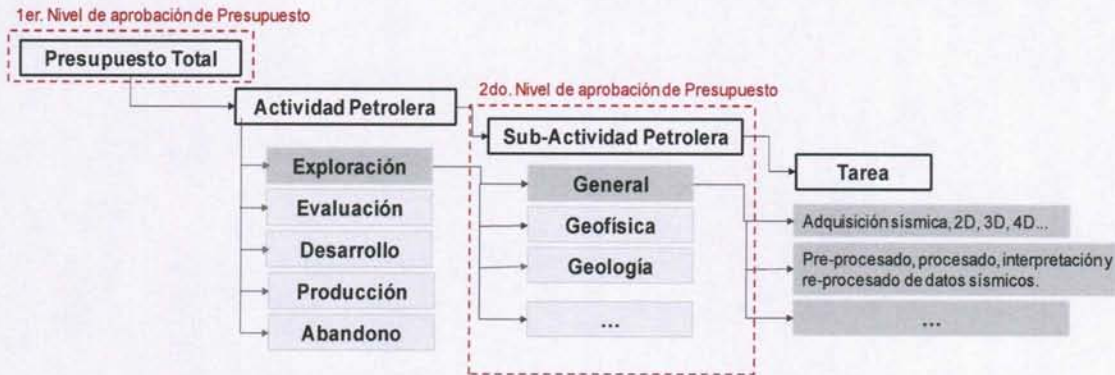 1er. Nivel de aprobación de Presupuesto
Presupuesto Total
2do. Nivel de aprobación de Presupuesto
Actividad Petrolera
Sub-Actividad Petrolera
Tarea
Exploración
Evaluación
Desarrollo
Producción
Abandono
General
Geofísica
Geología
...
Adquisición sísmica, 2D, 3D, 4D...
Pre-procesado, procesado, interpretación y
re-procesado de datos sísmicos.
...